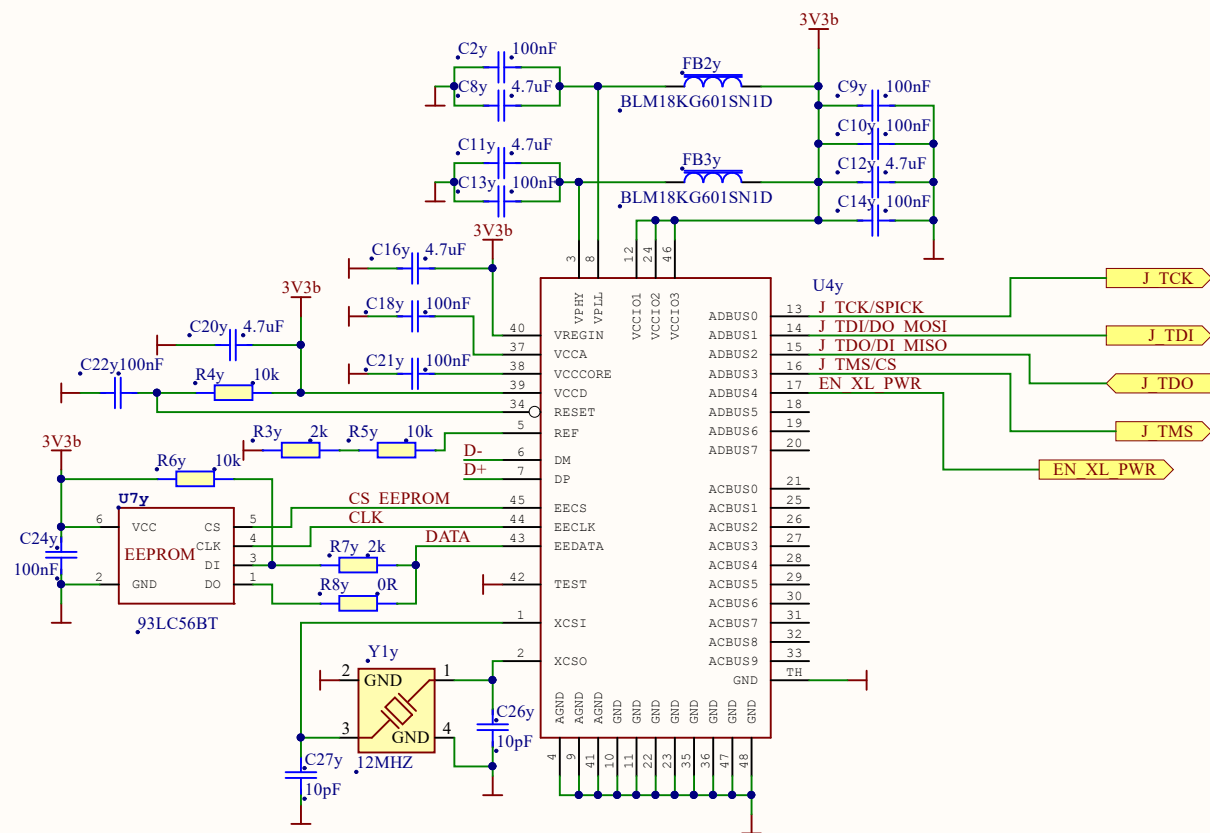 3V3b
C2y 100nF
C8y 4.7uF
FB2y
BLM18KG601SN1D
C9y 100nF
C10y 100nF
C11y 4.7uF
C13y 100nF
FB3y
BLM18KG601SN1D
C12y 4.7uF
C14y 100nF
3V3b
C16y 4.7uF
C18y 100nF
C21y 100nF
3V3b
C20y 4.7uF
C22y 100nF
R4y 10k
R3y 2k
R5y 10k
D-
D+
3V3b
R6y 10k
U7y
EEPROM
6 VCC
2 GND
CS 5
CLK 4
DI 3
DO 1
93LC56BT
C24y
100nF
CS_EEPROM
CLK
DATA
R7y 2k
R8y 0R
Y1y
2 GND 1
3 GND 4
12MHZ
C26y
10pF
C27y
10pF
U4y
3 VPHY
8 VPLL
12 VCCIO1
24 VCCIO2
46 VCCIO3
40 VREGIN
37 VCCA
38 VCCCORE
39 VCCD
34 RESET
5 REF
6 DM
7 DP
45 EECS
44 EECLK
43 EEDATA
42 TEST
1 XCSI
2 XCSO
ADBUS0 13 J_TCK/SPICK
ADBUS1 14 J_TDI/DO_MOSI
ADBUS2 15 J_TDO/DI_MISO
ADBUS3 16 J_TMS/CS
ADBUS4 17 EN_XL_PWR
ADBUS5 18
ADBUS6 19
ADBUS7 20
ACBUS0 21
ACBUS1 25
ACBUS2 26
ACBUS3 27
ACBUS4 28
ACBUS5 29
ACBUS6 30
ACBUS7 31
ACBUS8 32
ACBUS9 33
GND TH
AGND 4
AGND 9
AGND 41
GND 10
GND 11
GND 22
GND 23
GND 35
GND 36
GND 47
GND 48
J_TCK
J_TDI
J_TDO
J_TMS
EN_XL_PWR